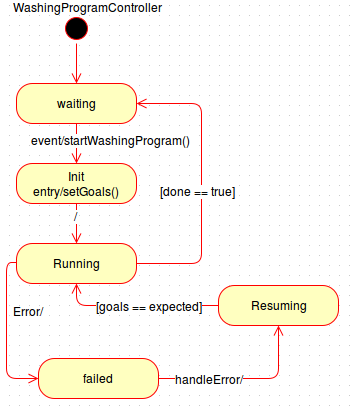 WashingProgramController
waiting
event/startWashingProgram()
Init
entry/setGoals()
[done == true]
/
Running
[goals == expected]
Resuming
Error/
failed
handleError/